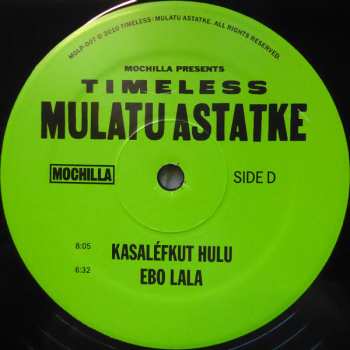 MOLP-007 © 2010 TIMELESS · MULATU ASTATKE. ALL RIGHTS RESERVED.
MOCHILLA PRESENTS
TIMELESS
MULATU ASTATKE
MOCHILLA
SIDE D
8:05 KASALÉFKUT HULU
6:32 EBO LALA